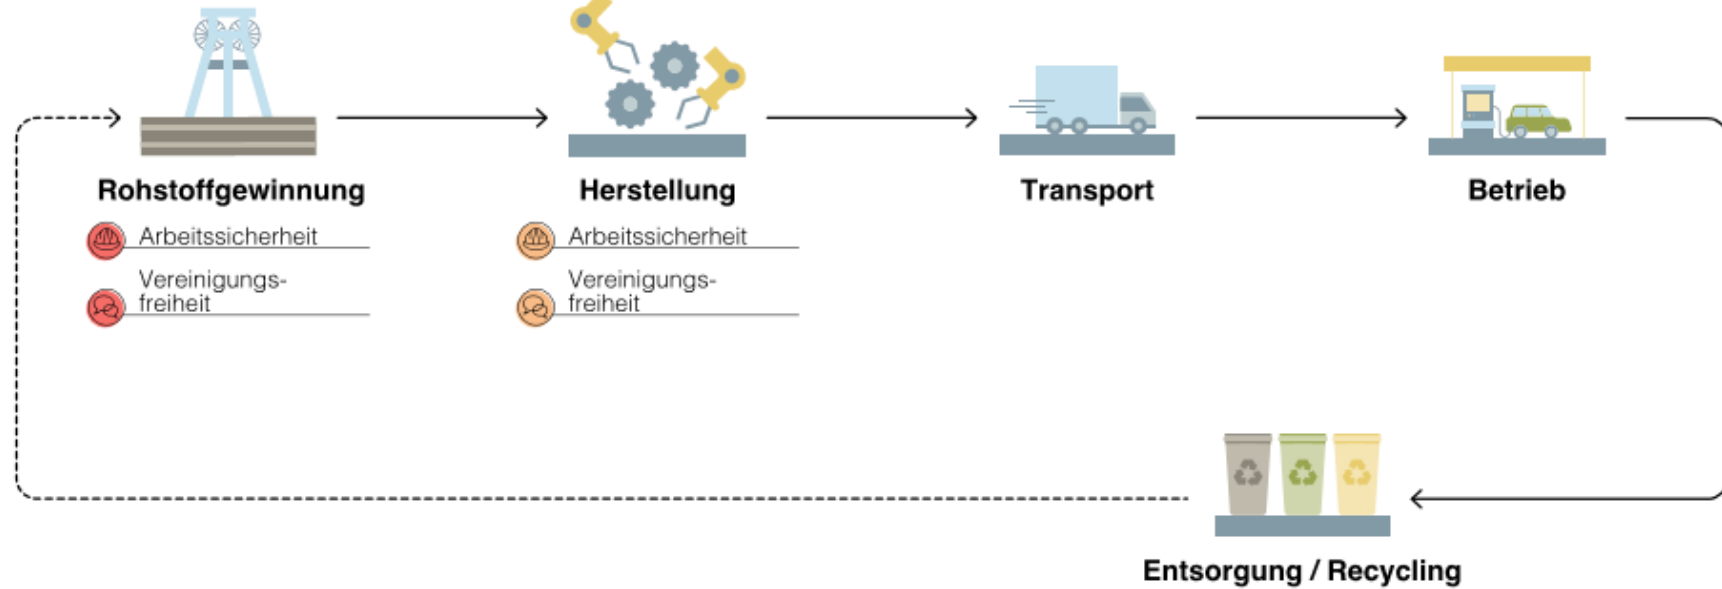 Rohstoffgewinnung
Arbeitssicherheit
Vereinigungs-
freiheit
Herstellung
Arbeitssicherheit
Vereinigungs-
freiheit
Transport
Betrieb
Entsorgung / Recycling